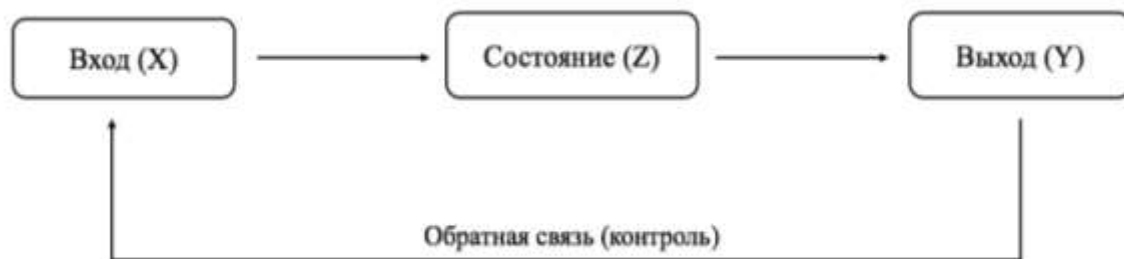 Вход (X)
Состояние (Z)
Выход (Y)
Обратная связь (контроль)